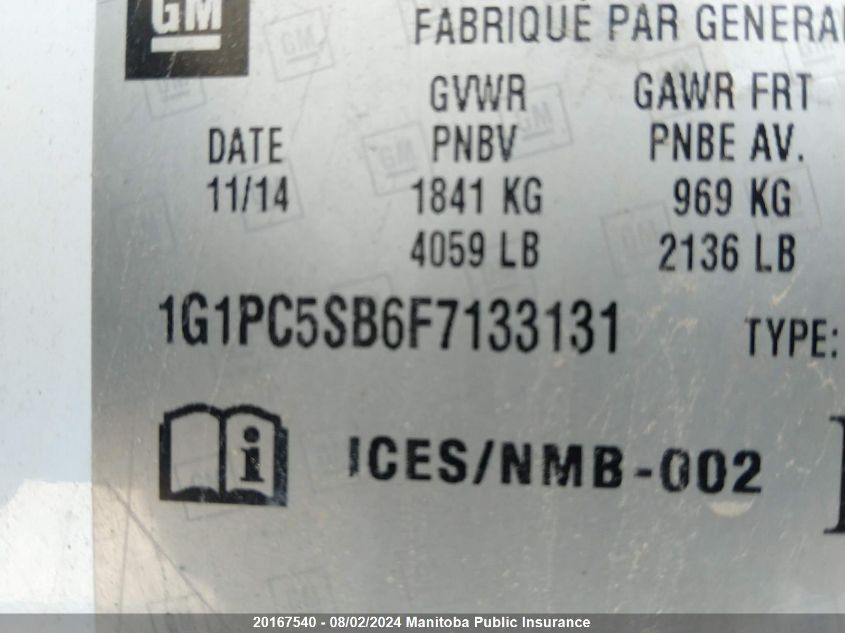 GM
FABRIQUÉ PAR GENERAL
GVWR GAWR FRT
DATE PNBV PNBE AV.
11/14 1841 KG 969 KG
4059 LB 2136 LB
1G1PC5SB6F7133131 TYPE:
i ICES/NMB-002
20167540 - 08/02/2024 Manitoba Public Insurance